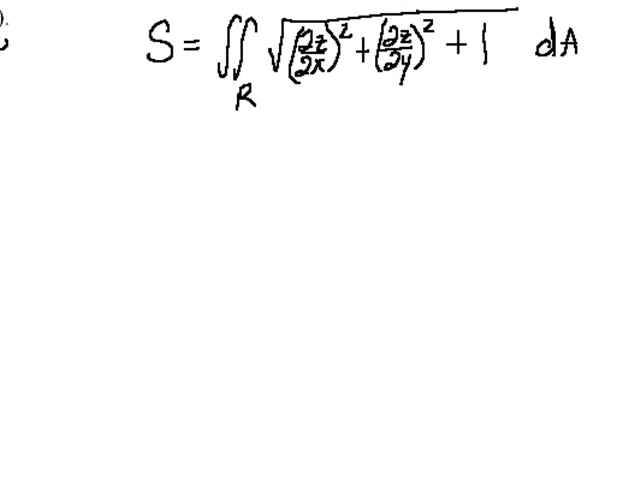 S = ∬_R √((∂z/∂x)² + (∂z/∂y)² + 1) dA